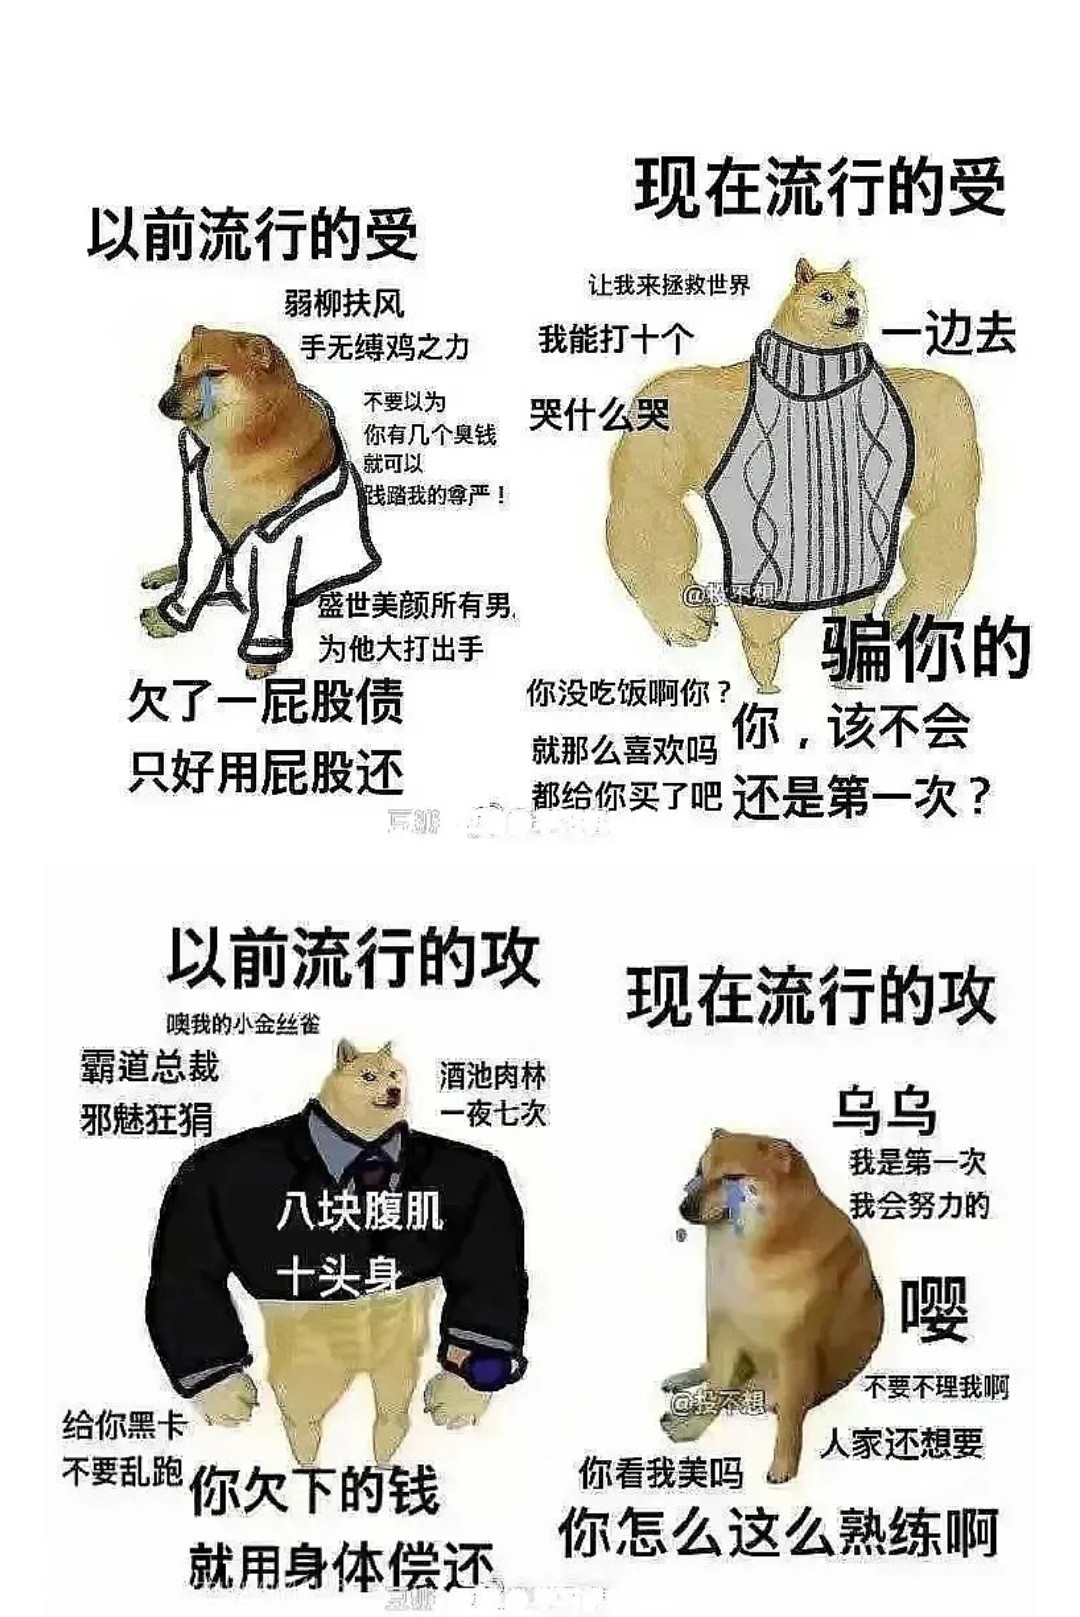 以前流行的受
弱柳扶风
手无缚鸡之力
不要以为
你有几个臭钱
就可以
践踏我的尊严！
盛世美颜所有男
为他大打出手
欠了一屁股债
只好用屁股还
现在流行的受
让我来拯救世界
我能打十个
一边去
哭什么哭
@投不想
骗你的
你没吃饭啊你？
就那么喜欢吗
都给你买了吧
你，该不会
还是第一次？
以前流行的攻
噢我的小金丝雀
霸道总裁
邪魅狂狷
酒池肉林
一夜七次
八块腹肌
十头身
给你黑卡
不要乱跑
你欠下的钱
就用身体偿还
现在流行的攻
乌乌
我是第一次
我会努力的
嘤
不要不理我啊
@投不想
人家还想要
你看我美吗
你怎么这么熟练啊